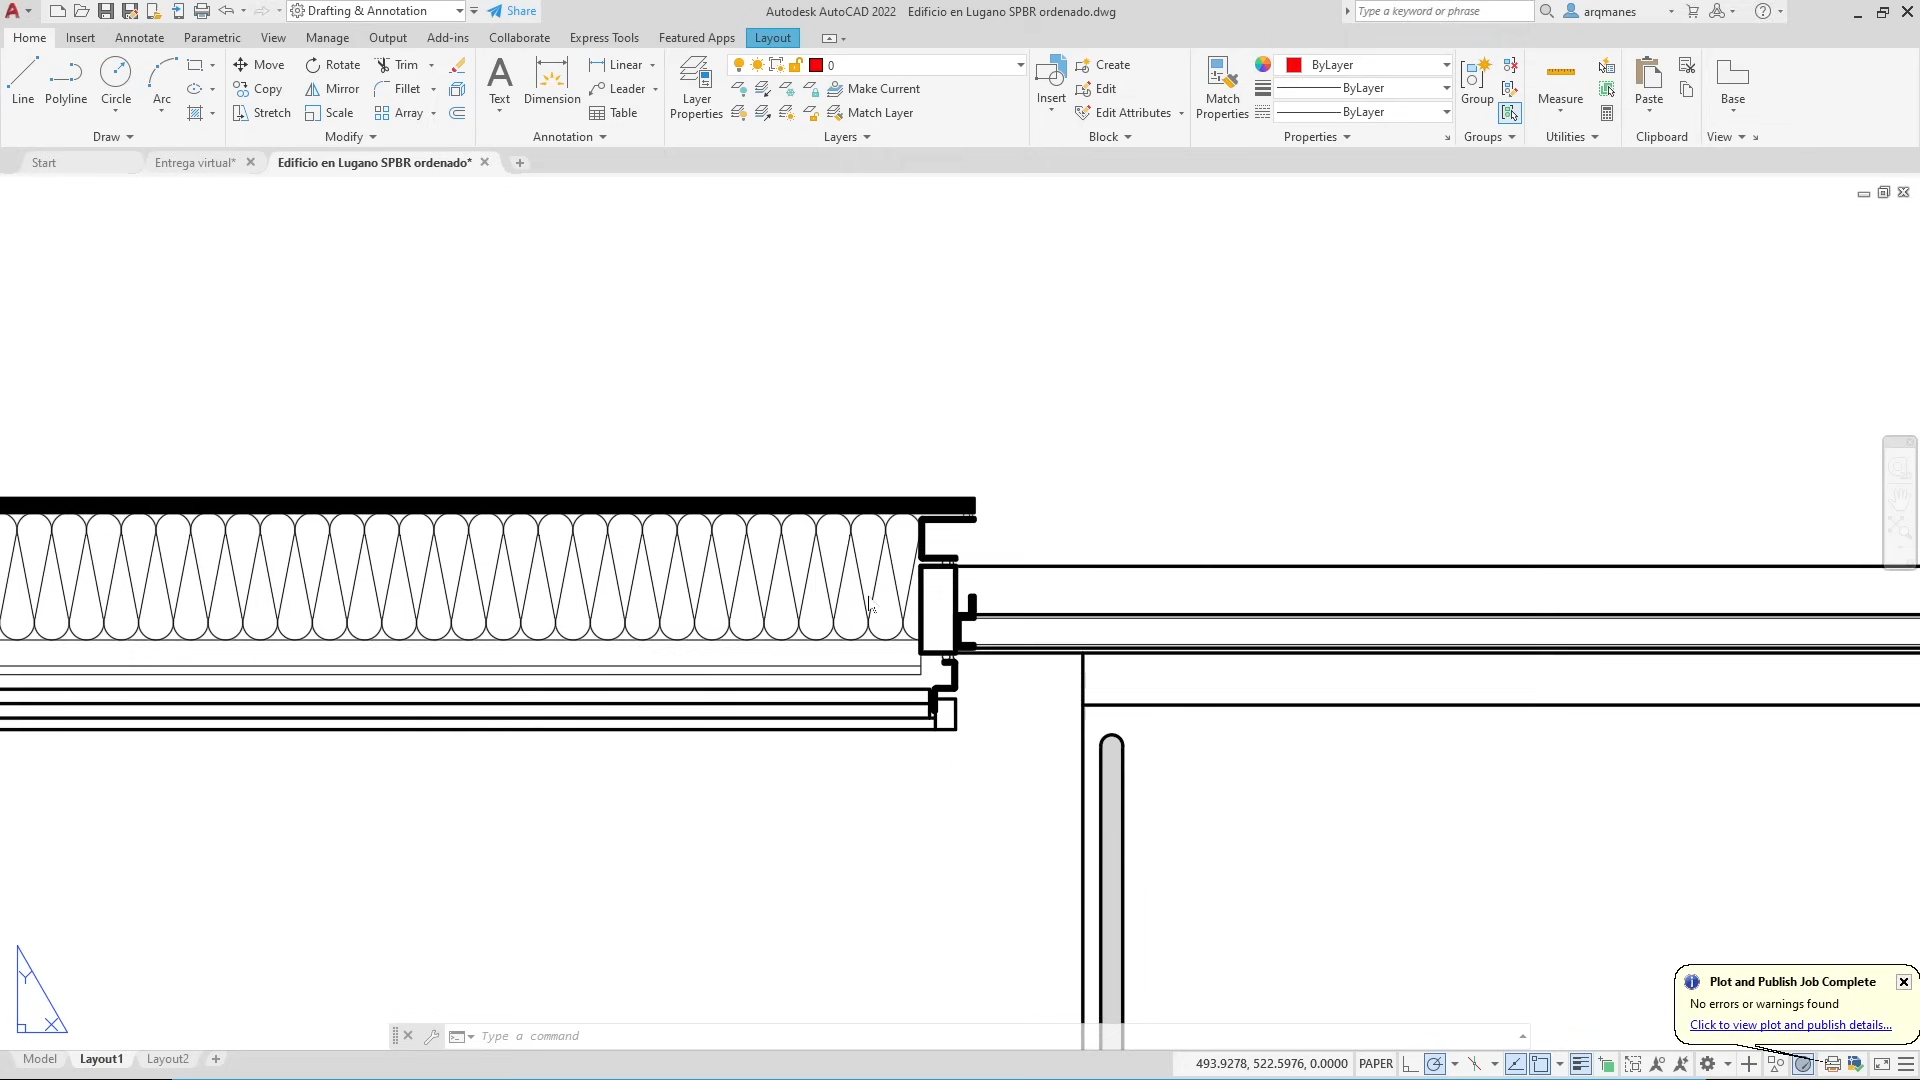 Drafting & Annotation
Share
Autodesk AutoCAD 2022 Edificio en Lugano SPBR ordenado.dwg
Type a keyword or phrase
arqmanes
Home Insert Annotate Parametric View Manage Output Add-ins Collaborate Express Tools Featured Apps Layout
Line
Polyline
Circle
Arc
Draw
Move
Rotate
Trim
Copy
Mirror
Fillet
Stretch
Scale
Array
Modify
Text
Dimension
Linear
Leader
Table
Annotation
Layer
Properties
0
Make Current
Match Layer
Layers
Insert
Create
Edit
Edit Attributes
Block
Match
Properties
ByLayer
ByLayer
ByLayer
Properties
Group
Groups
Measure
Utilities
Paste
Clipboard
Base
View
Start
Entrega virtual*
Edificio en Lugano SPBR ordenado*
Y
X
Plot and Publish Job Complete
No errors or warnings found
Click to view plot and publish details...
Type a command
Model
Layout1
Layout2
493.9278, 522.5976, 0.0000
PAPER